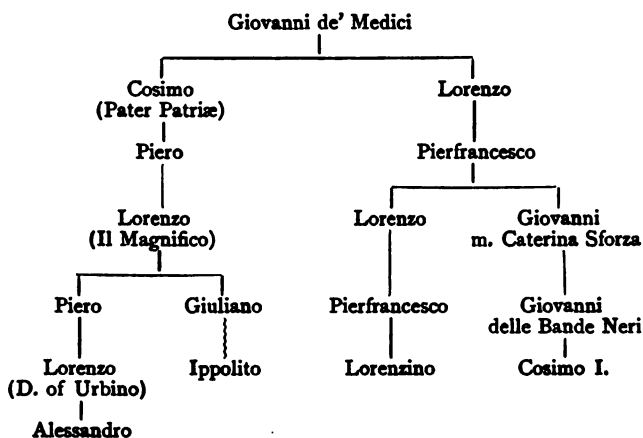 Giovanni de' Medici
Cosimo Lorenzo
(Pater Patriæ)
Piero Pierfrancesco
Lorenzo Lorenzo Giovanni
(Il Magnifico) m. Caterina Sforza
Piero Giuliano Pierfrancesco Giovanni
delle Bande Neri
Lorenzo Ippolito Lorenzino Cosimo I.
(D. of Urbino)
Alessandro